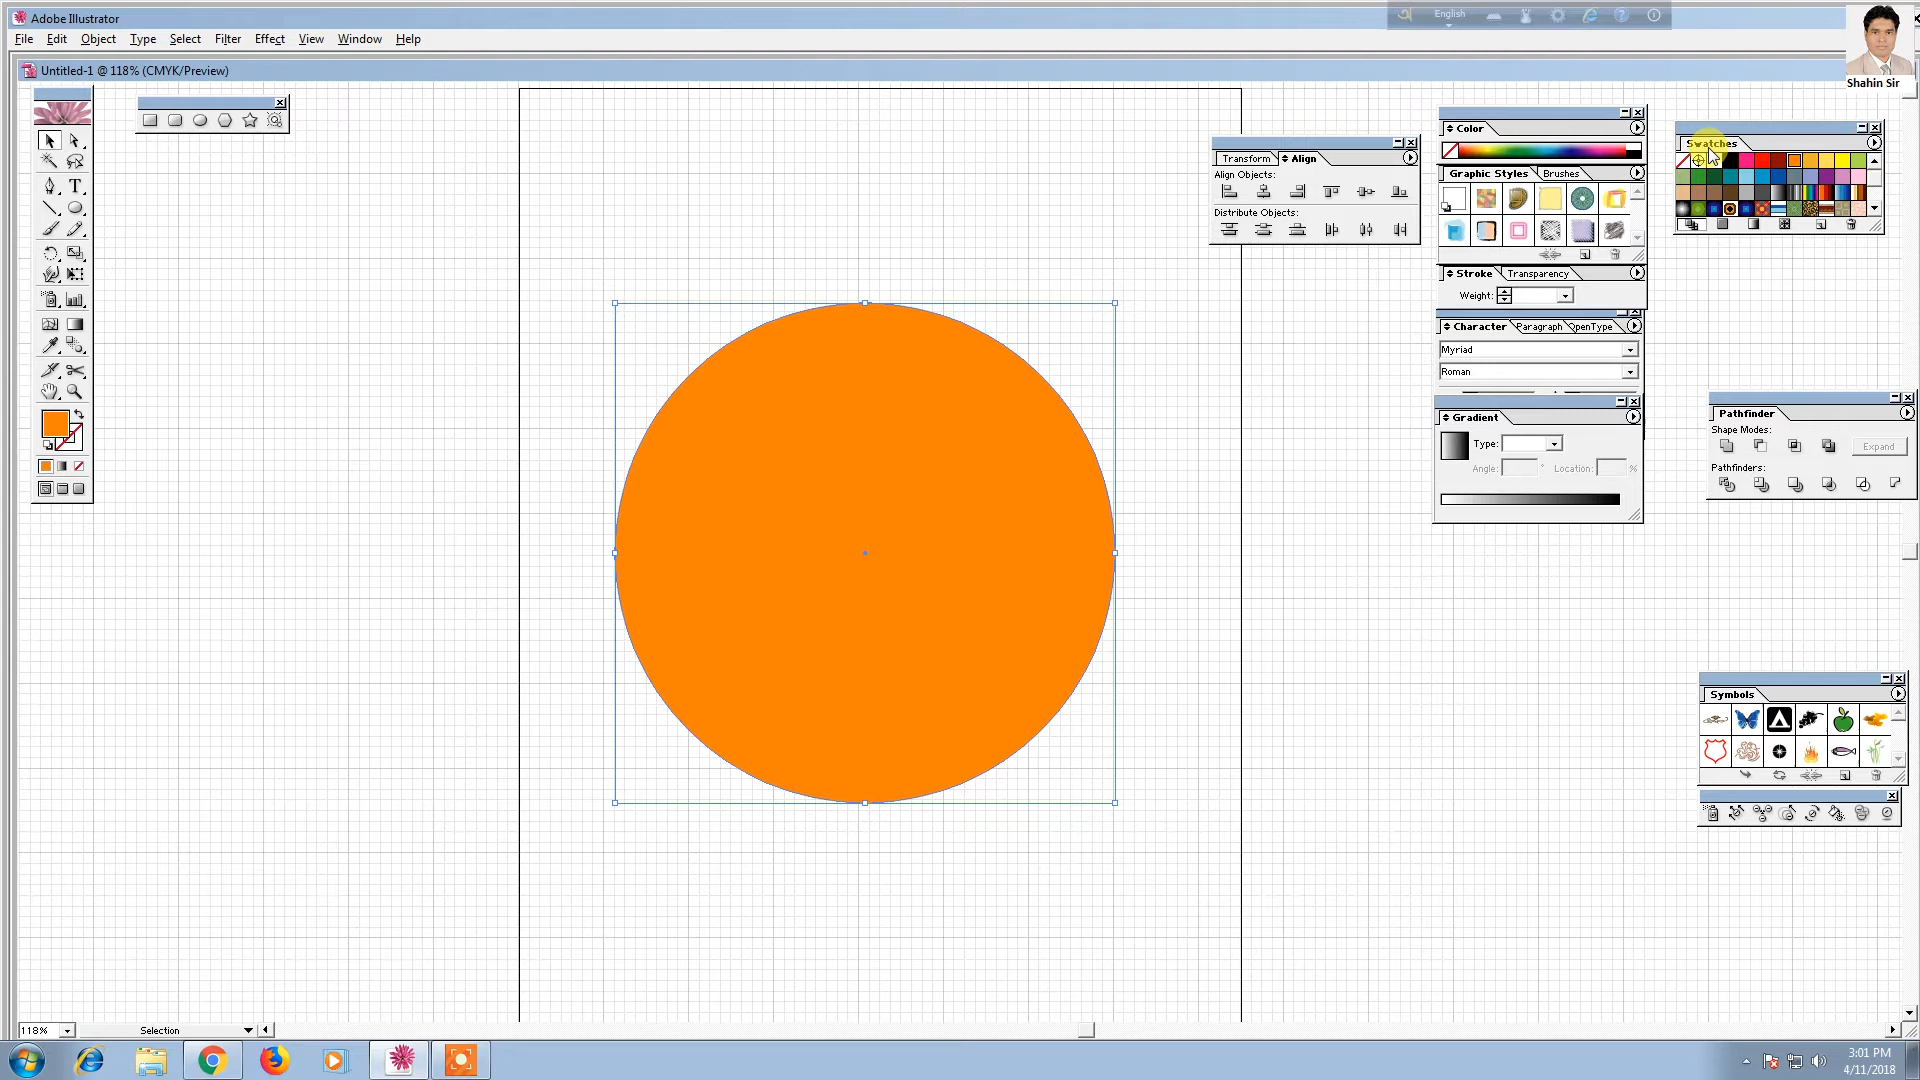 Adobe Illustrator
English
File Edit Object Type Select Filter Effect View Window Help
Untitled-1 @ 118% (CMYK/Preview)
Shahin Sir
Color
Swatches
Transform Align
Align Objects:
Graphic Styles Brushes
Distribute Objects:
Stroke Transparency
Weight:
Character Paragraph OpenType
Myriad
Roman
Gradient
Type:
Angle: ° Location: %
Pathfinder
Shape Modes:
Expand
Pathfinders:
Symbols
118%
Selection
3:01 PM
4/11/2018